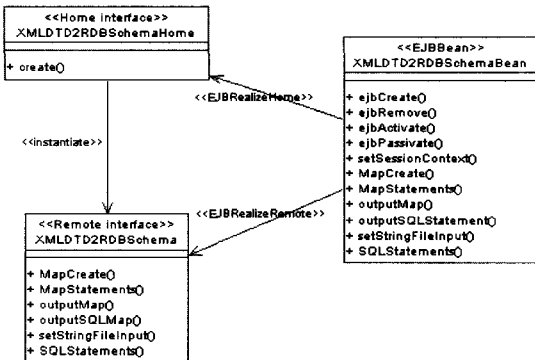 <<Home interface>>
XMLDTD2RDBSchemaHome
+ create()
<<EJBBean>>
XMLDTD2RDBSchemaBean
+ ejbCreate()
+ ejbRemove()
+ ejbActivate()
+ ejbPassivate()
+ setSessionContext()
+ MapCreate()
+ MapStatements()
+ outputMap()
+ outputSQLStatement()
+ setStringFileInput()
+ SQLStatements()
<<EJBRealizeHome>>
<<instantiate>>
<<EJBRealizeRemote>>
<<Remote interface>>
XMLDTD2RDBSchema
+ MapCreate()
+ MapStatements()
+ outputMap()
+ outputSQLMap()
+ setStringFileInput()
+ SQLStatements()